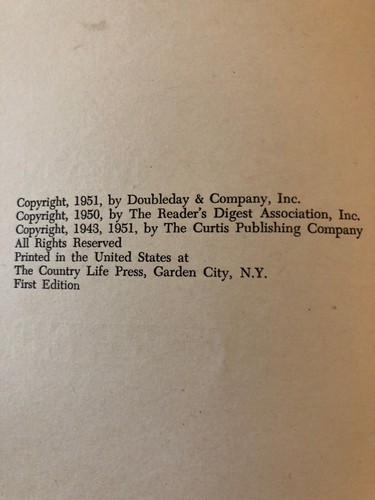 Copyright, 1951, by Doubleday & Company, Inc.
Copyright, 1950, by The Reader's Digest Association, Inc.
Copyright, 1943, 1951, by The Curtis Publishing Company
All Rights Reserved
Printed in the United States at
The Country Life Press, Garden City, N.Y.
First Edition